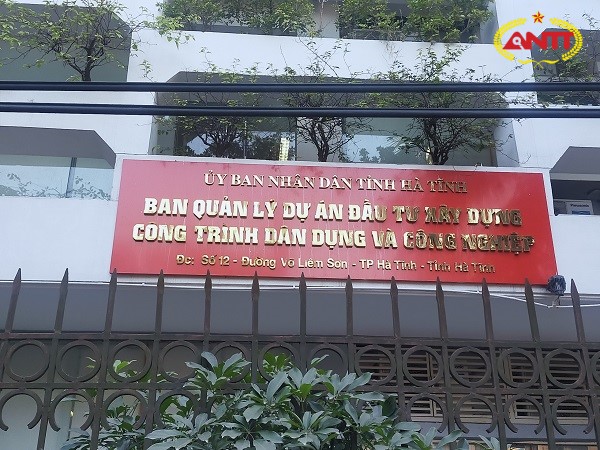 ANTT
ỦY BAN NHÂN DÂN TỈNH HÀ TĨNH
BAN QUẢN LÝ DỰ ÁN ĐẦU TƯ XÂY DỰNG
CÔNG TRÌNH DÂN DỤNG VÀ CÔNG NGHIỆP
Đc: Số 12 - Đường Võ Liêm Sơn - TP Hà Tĩnh - Tỉnh Hà Tĩnh